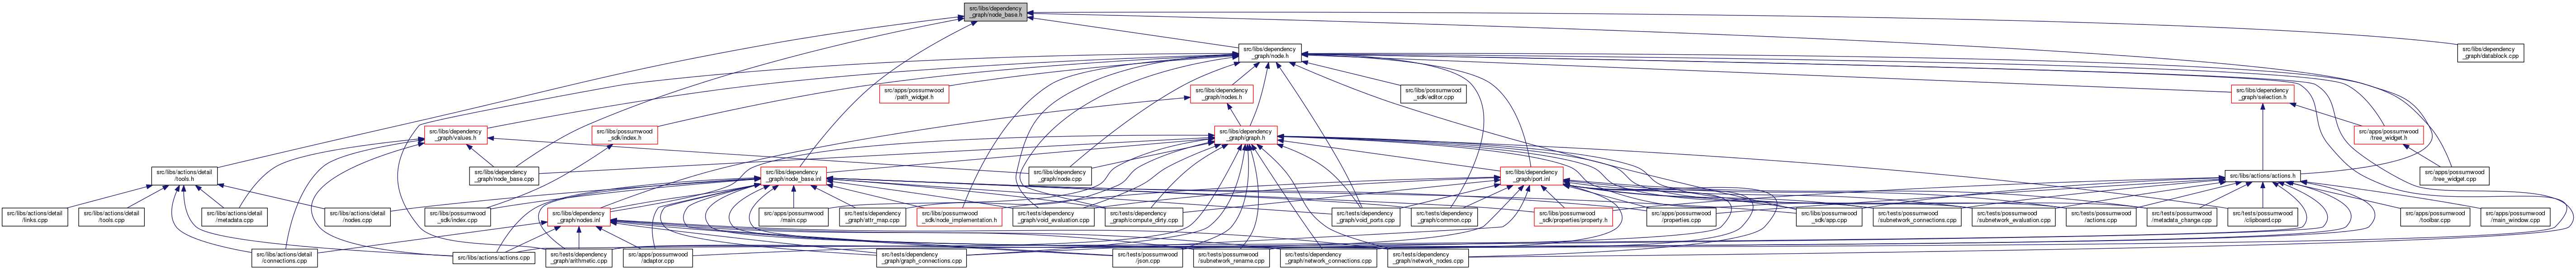 src/libs/dependency
_graph/node_base.h
src/libs/dependency
_graph/node.h
src/libs/dependency
_graph/datablock.cpp
src/apps/possumwood
/path_widget.h
src/libs/dependency
_graph/nodes.h
src/libs/possumwood
_sdk/editor.cpp
src/libs/dependency
_graph/selection.h
src/libs/dependency
_graph/values.h
src/libs/possumwood
_sdk/index.h
src/libs/dependency
_graph/graph.h
src/apps/possumwood
/tree_widget.h
src/libs/actions/detail
/tools.h
src/libs/dependency
_graph/node_base.cpp
src/libs/dependency
_graph/node_base.inl
src/libs/dependency
_graph/node.cpp
src/libs/dependency
_graph/port.inl
src/libs/actions/actions.h
src/apps/possumwood
/tree_widget.cpp
src/libs/actions/detail
/links.cpp
src/libs/actions/detail
/tools.cpp
src/libs/actions/detail
/metadata.cpp
src/libs/actions/detail
/nodes.cpp
src/libs/possumwood
_sdk/index.cpp
src/libs/dependency
_graph/nodes.inl
src/apps/possumwood
/main.cpp
src/tests/dependency
_graph/attr_map.cpp
src/libs/possumwood
_sdk/node_implementation.h
src/tests/dependency
_graph/void_evaluation.cpp
src/tests/dependency
_graph/compute_dirty.cpp
src/tests/dependency
_graph/void_ports.cpp
src/tests/dependency
_graph/common.cpp
src/libs/possumwood
_sdk/properties/property.h
src/apps/possumwood
/properties.cpp
src/libs/possumwood
_sdk/app.cpp
src/tests/possumwood
/subnetwork_connections.cpp
src/tests/possumwood
/subnetwork_evaluation.cpp
src/tests/possumwood
/actions.cpp
src/tests/possumwood
/metadata_change.cpp
src/tests/possumwood
/clipboard.cpp
src/apps/possumwood
/toolbar.cpp
src/apps/possumwood
/main_window.cpp
src/libs/actions/detail
/connections.cpp
src/libs/actions/actions.cpp
src/tests/dependency
_graph/arithmetic.cpp
src/apps/possumwood
/adaptor.cpp
src/tests/dependency
_graph/graph_connections.cpp
src/tests/possumwood
/json.cpp
src/tests/possumwood
/subnetwork_rename.cpp
src/tests/dependency
_graph/network_connections.cpp
src/tests/dependency
_graph/network_nodes.cpp